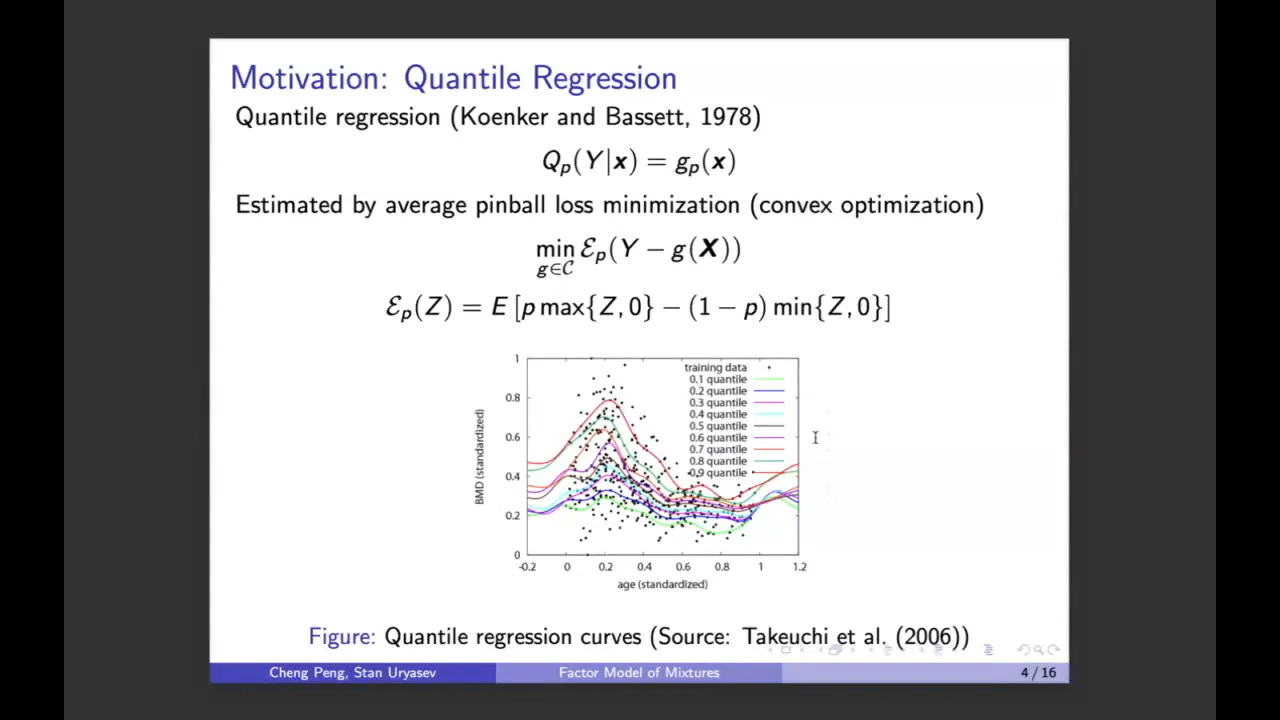 Motivation: Quantile Regression
Quantile regression (Koenker and Bassett, 1978)
Qₚ(Y|x) = gₚ(x)
Estimated by average pinball loss minimization (convex optimization)
min ℰₚ(Y − g(X))
g∈𝒞
ℰₚ(Z) = E [p max{Z, 0} − (1 − p) min{Z, 0}]
training data
0.1 quantile
0.2 quantile
0.3 quantile
0.4 quantile
0.5 quantile
0.6 quantile
0.7 quantile
0.8 quantile
0.9 quantile
BMD (standardized)
1
0.8
0.6
0.4
0.2
0
-0.2 0 0.2 0.4 0.6 0.8 1 1.2
age (standardized)
Figure: Quantile regression curves (Source: Takeuchi et al. (2006))
Cheng Peng, Stan Uryasev Factor Model of Mixtures 4 / 16